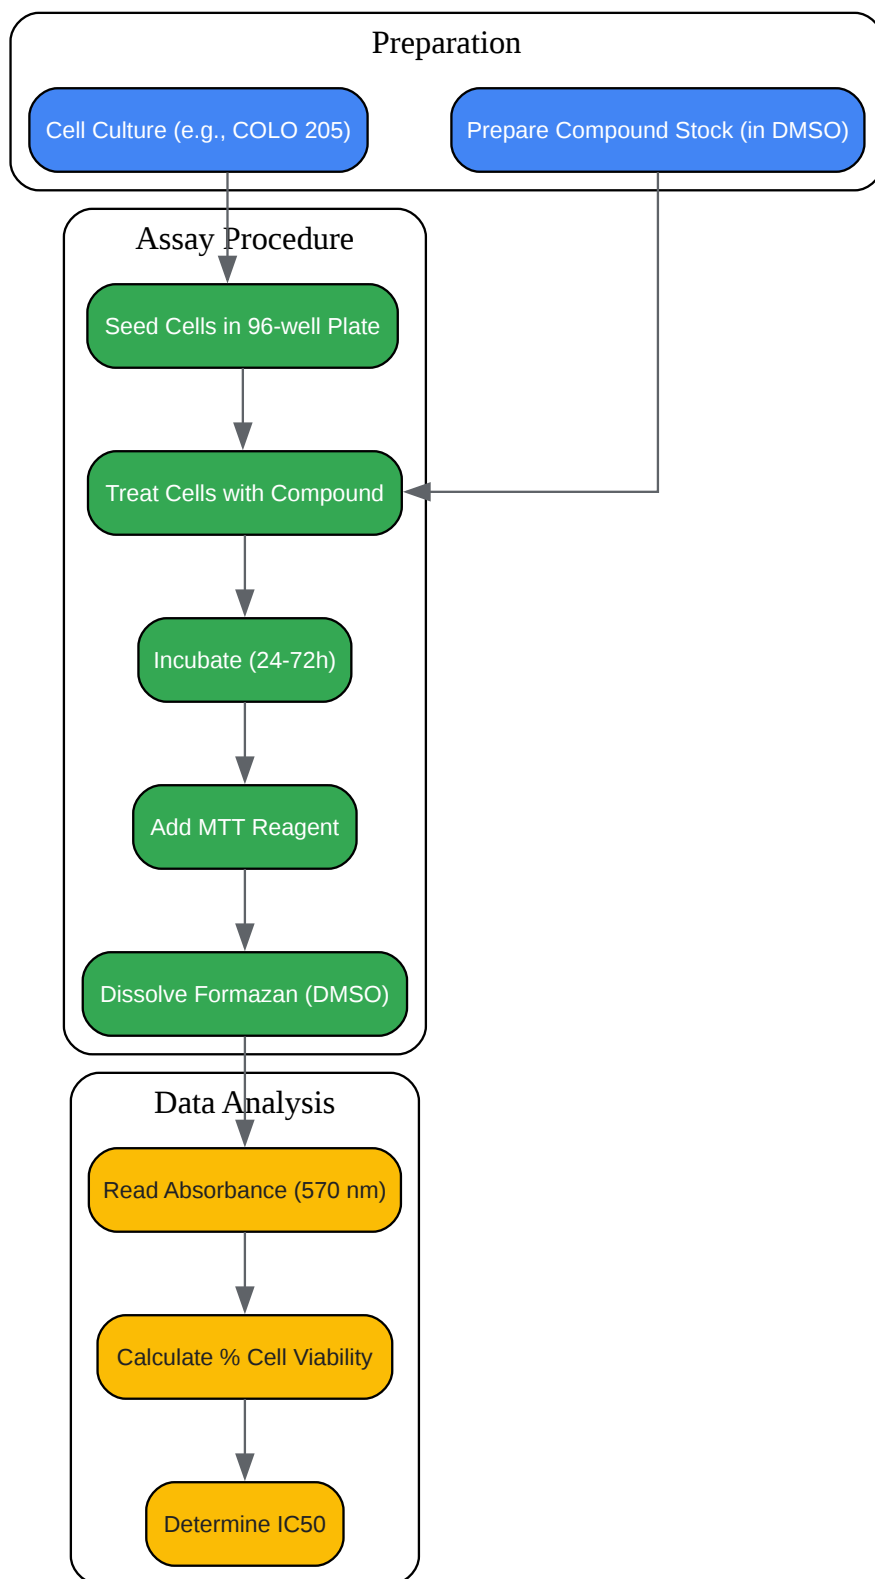 Preparation
Cell Culture (e.g., COLO 205)
Prepare Compound Stock (in DMSO)
Assay Procedure
Seed Cells in 96-well Plate
Treat Cells with Compound
Incubate (24-72h)
Add MTT Reagent
Dissolve Formazan (DMSO)
Data Analysis
Read Absorbance (570 nm)
Calculate % Cell Viability
Determine IC50